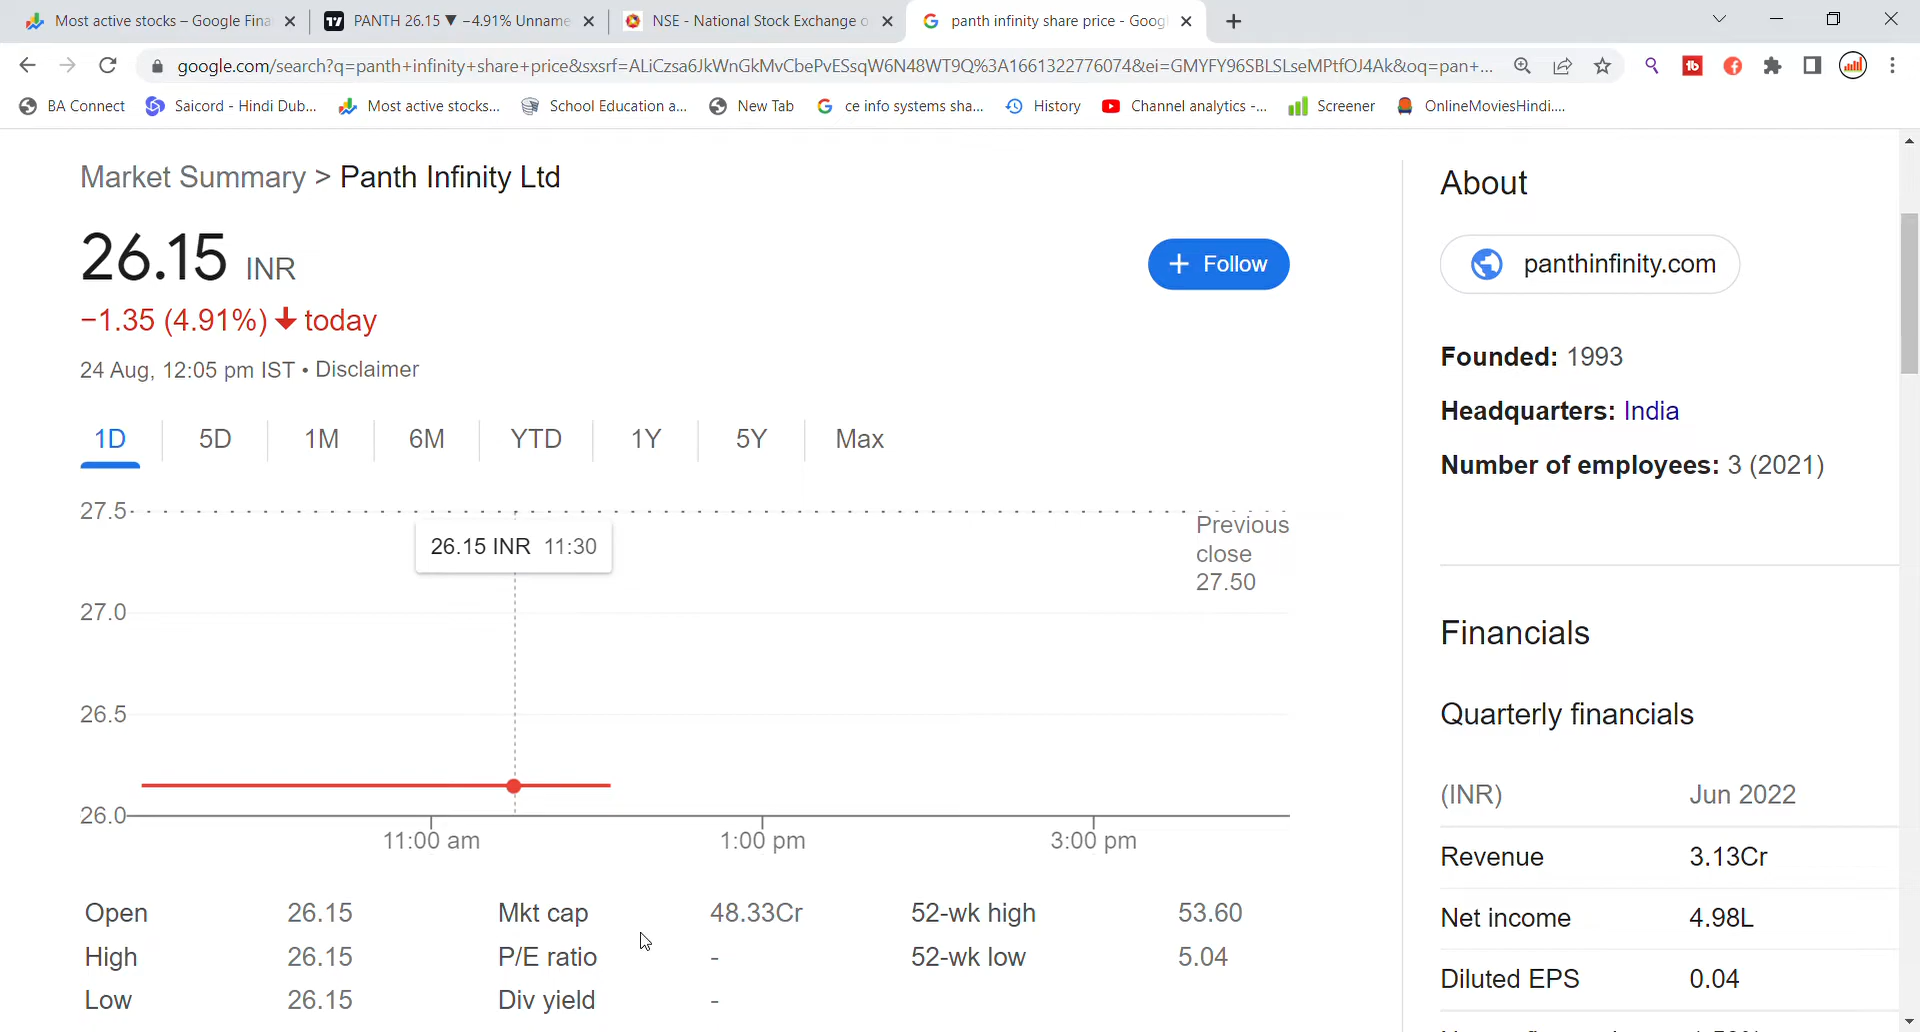 Most active stocks – Google Fina
PANTH 26.15 ▼ −4.91% Unname
NSE - National Stock Exchange o
panth infinity share price - Goog
google.com/search?q=panth+infinity+share+price&sxsrf=ALiCzsa6JkWnGkMvCbePvESsqW6N48WT9Q%3A1661322776074&ei=GMYFY96SBLSLseMPtfOJ4Ak&oq=pan+...
BA Connect
Saicord - Hindi Dub...
Most active stocks...
School Education a...
New Tab
ce info systems sha...
History
Channel analytics -...
Screener
OnlineMoviesHindi....
Market Summary > Panth Infinity Ltd
26.15 INR
+ Follow
−1.35 (4.91%) ↓ today
24 Aug, 12:05 pm IST • Disclaimer
1D 5D 1M 6M YTD 1Y 5Y Max
27.5
26.15 INR 11:30
Previous
close
27.50
27.0
26.5
26.0
11:00 am 1:00 pm 3:00 pm
Open 26.15 Mkt cap 48.33Cr 52-wk high 53.60
High 26.15 P/E ratio - 52-wk low 5.04
Low 26.15 Div yield -
About
panthinfinity.com
Founded: 1993
Headquarters: India
Number of employees: 3 (2021)
Financials
Quarterly financials
(INR) Jun 2022
Revenue 3.13Cr
Net income 4.98L
Diluted EPS 0.04